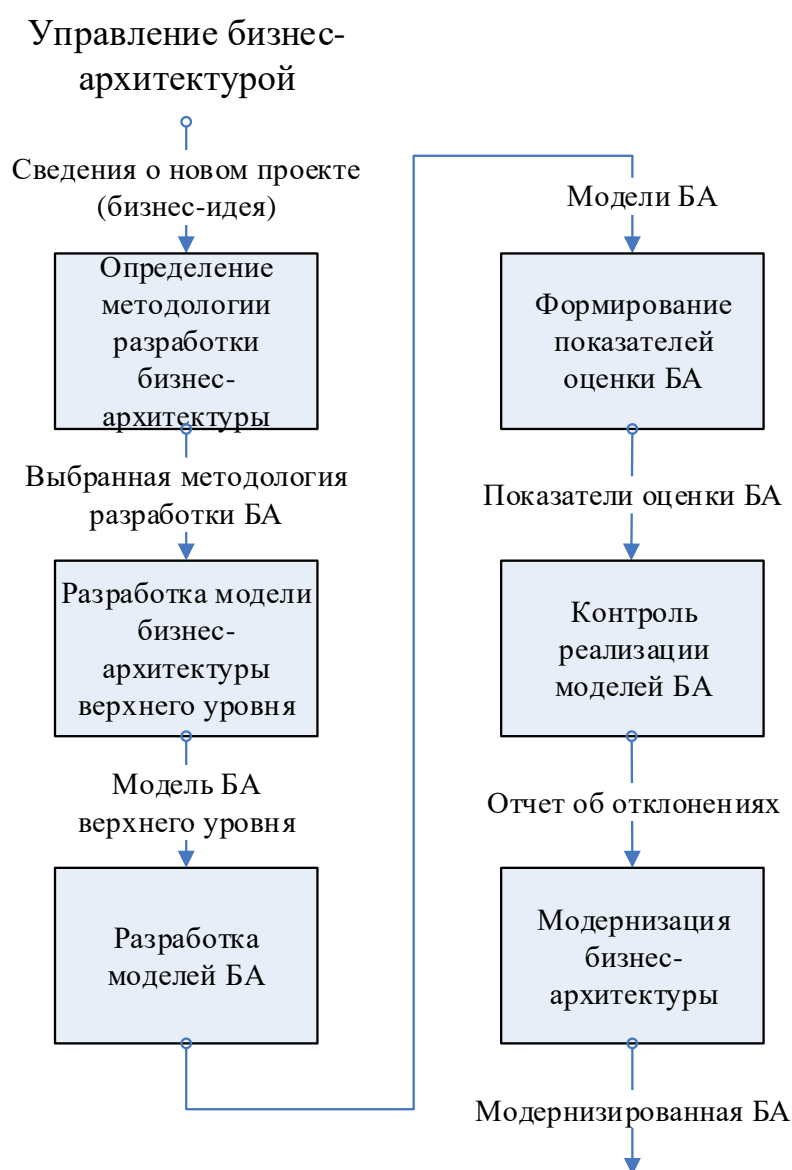 Управление бизнес-
архитектурой
Сведения о новом проекте
(бизнес-идея)
Определение
методологии
разработки
бизнес-
архитектуры
Выбранная методология
разработки БА
Разработка модели
бизнес-
архитектуры
верхнего уровня
Модель БА
верхнего уровня
Разработка
моделей БА
Модели БА
Формирование
показателей
оценки БА
Показатели оценки БА
Контроль
реализации
моделей БА
Отчет об отклонениях
Модернизация
бизнес-
архитектуры
Модернизированная БА